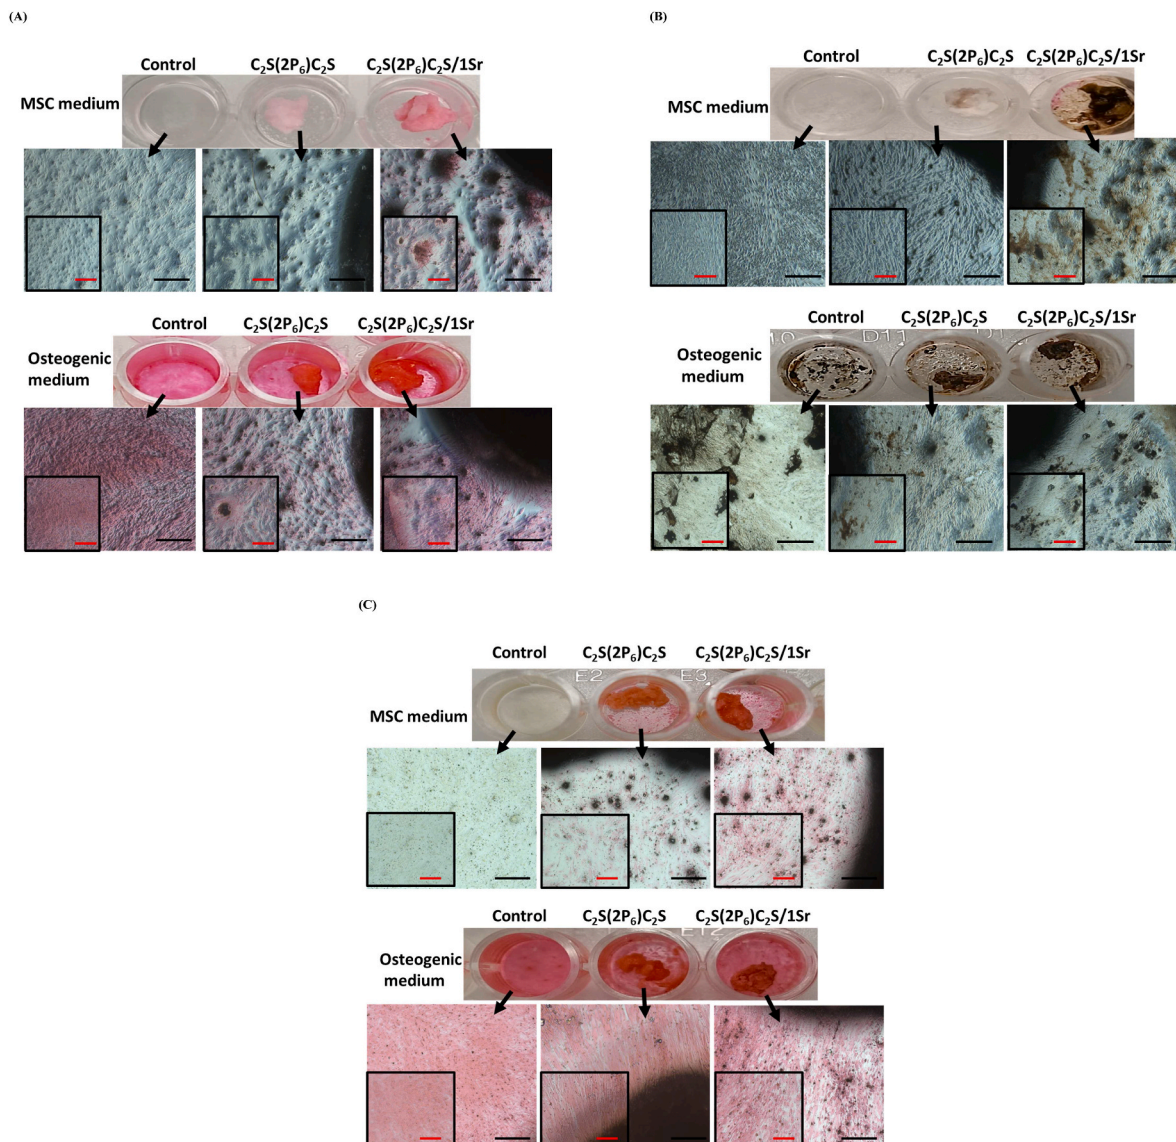 (A)
Control C₂S(2P₆)C₂S C₂S(2P₆)C₂S/1Sr
MSC medium
Control C₂S(2P₆)C₂S C₂S(2P₆)C₂S/1Sr
Osteogenic
medium
(B)
Control C₂S(2P₆)C₂S C₂S(2P₆)C₂S/1Sr
MSC medium
Control C₂S(2P₆)C₂S C₂S(2P₆)C₂S/1Sr
D11
Osteogenic
medium
(C)
Control C₂S(2P₆)C₂S C₂S(2P₆)C₂S/1Sr
E2 E3
MSC medium
Control C₂S(2P₆)C₂S C₂S(2P₆)C₂S/1Sr
E12
Osteogenic
medium